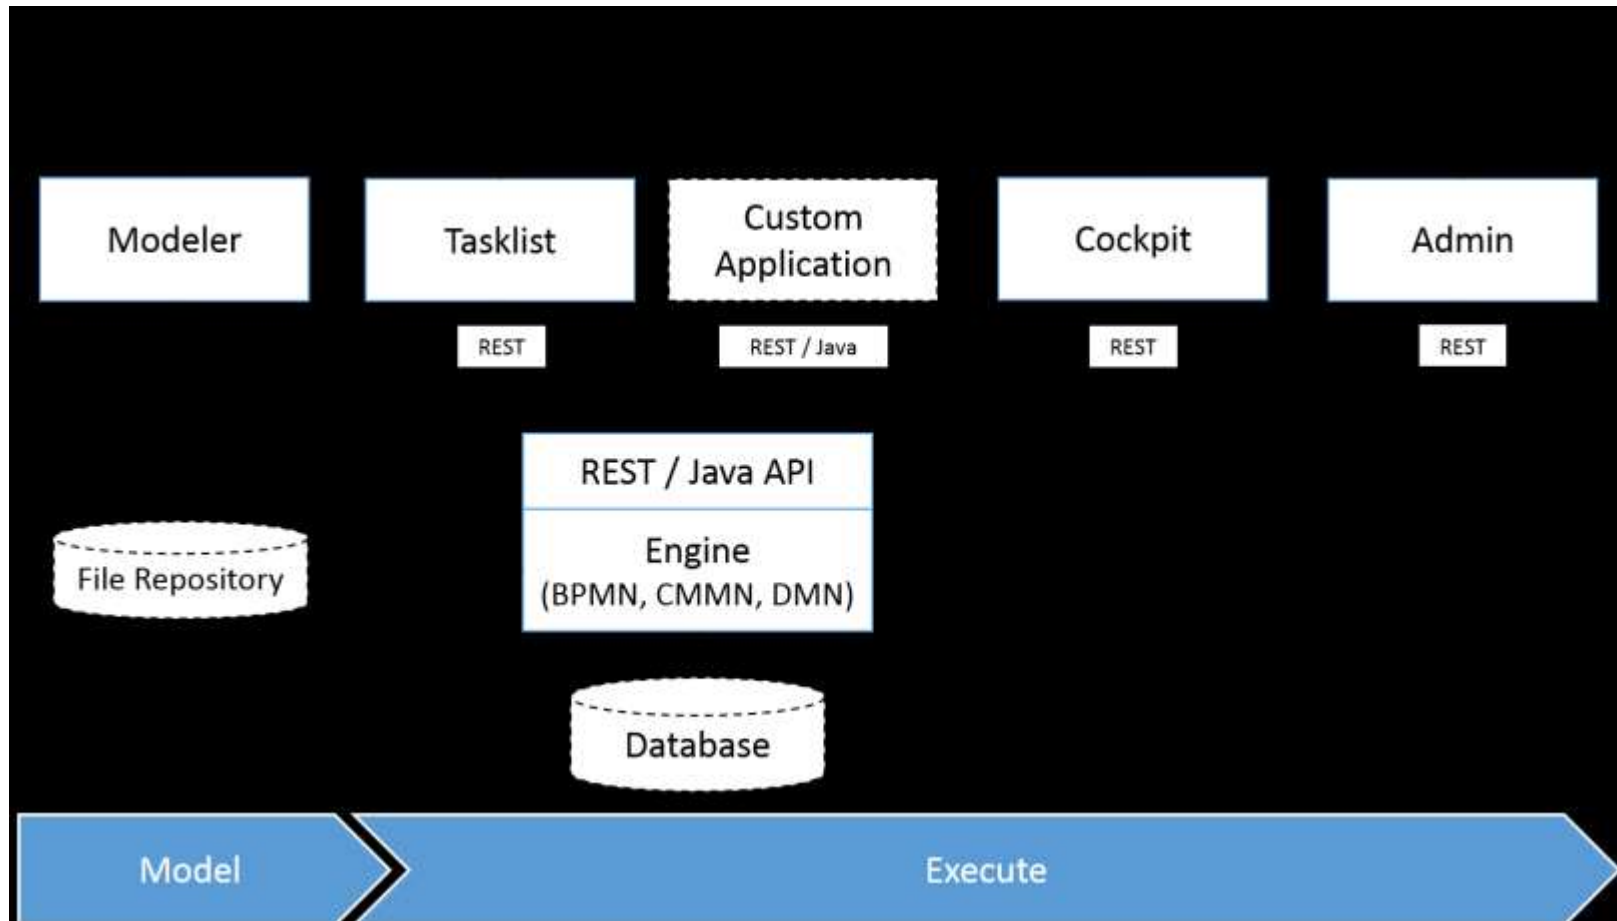 Modeler
Tasklist
Custom
Application
Cockpit
Admin
REST
REST / Java
REST
REST
REST / Java API
Engine
(BPMN, CMMN, DMN)
File Repository
Database
Model
Execute